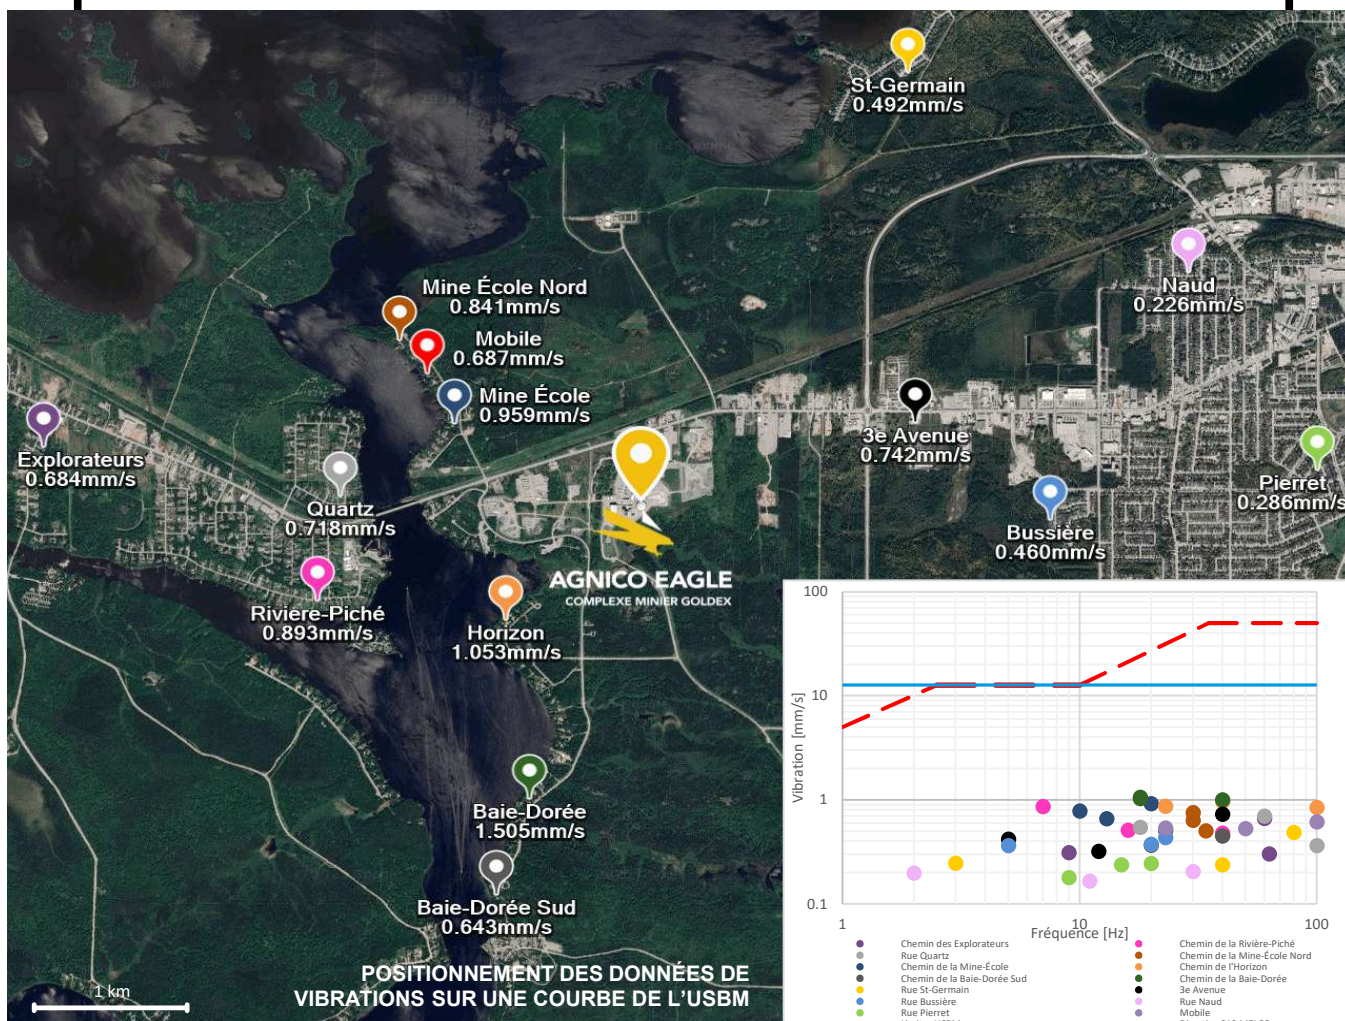 St-Germain
0.492mm/s
Naud
0.226mm/s
Mine École Nord
0.841mm/s
Mobile
0.687mm/s
Mine École
0.959mm/s
Explorateurs
0.684mm/s
Quartz
0.718mm/s
3e Avenue
0.742mm/s
Pierret
0.286mm/s
Bussière
0.460mm/s
AGNICO EAGLE
COMPLEXE MINIER GOLDEX
Riviere-Piché
0.893mm/s
Horizon
1.053mm/s
Baie-Dorée
1.505mm/s
Baie-Dorée Sud
0.643mm/s
POSITIONNEMENT DES DONNÉES DE
VIBRATIONS SUR UNE COURBE DE L'USBM
1 km
100
10
1
0.1
Vibration [mm/s]
1
10
100
Fréquence [Hz]
Chemin des Explorateurs
Chemin de la Rivière-Piché
Rue Quartz
Chemin de la Mine-École Nord
Chemin de la Mine-École
Chemin de l'Horizon
Chemin de la Baie-Dorée Sud
Chemin de la Baie-Dorée
Rue St-Germain
3e Avenue
Rue Bussière
Rue Naud
Rue Pierret
Mobile